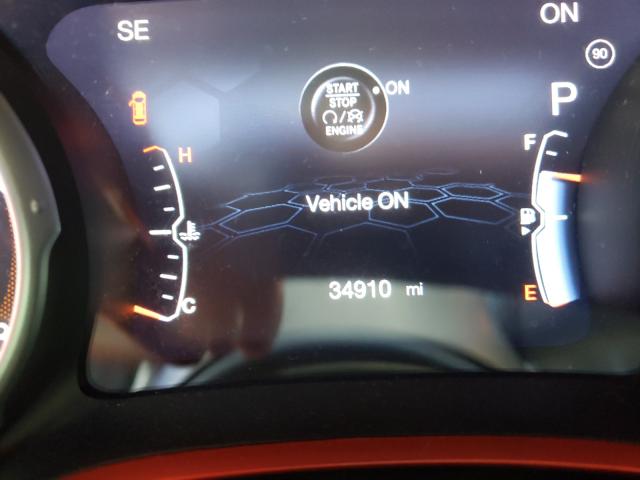 SE
ON
90
START
STOP
ENGINE
ON
P
H
F
Vehicle ON
C
E
34910 mi